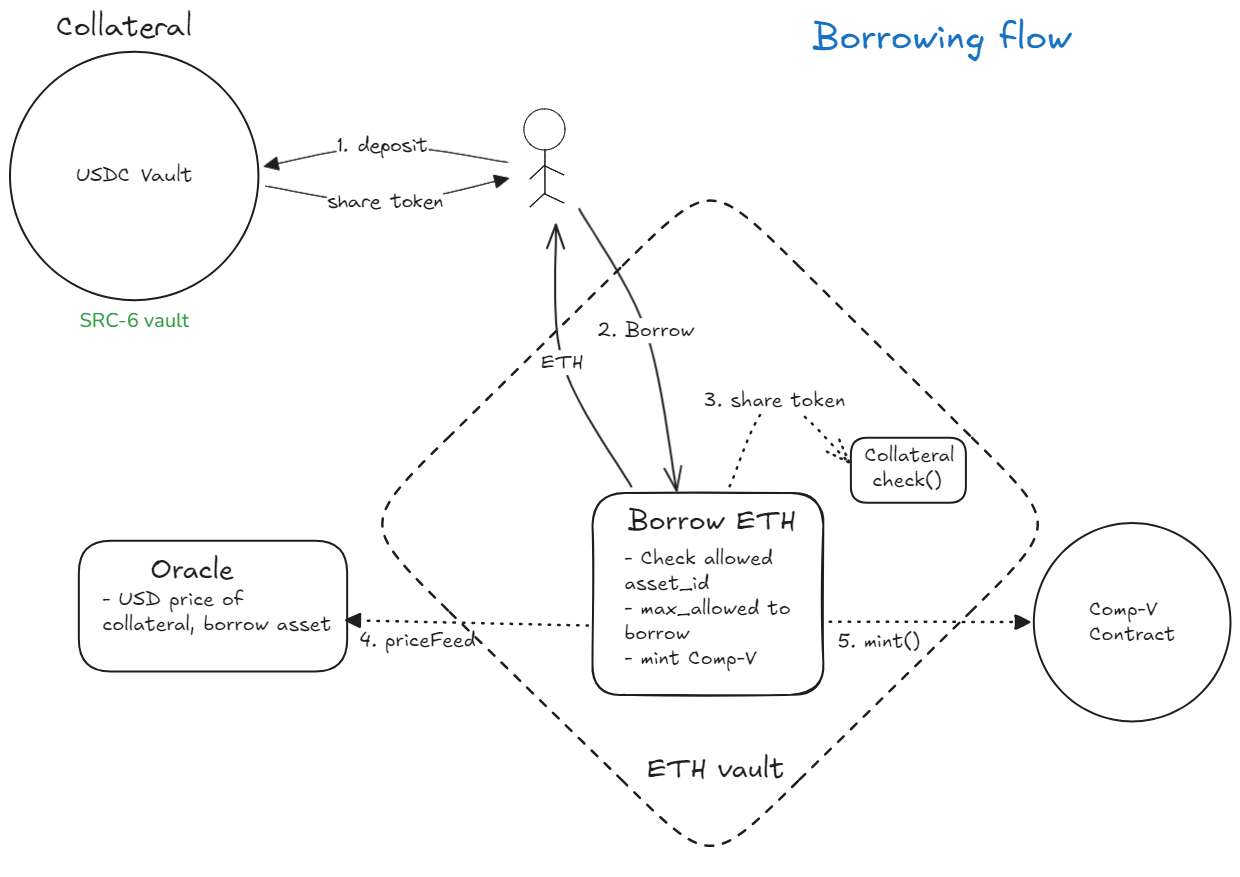 Collateral
Borrowing flow
1. deposit
USDC Vault
share token
SRC-6 vault
2. Borrow
ETH
3. share token
Collateral
check()
Borrow ETH
- Check allowed
asset_id
- max_allowed to
borrow
- mint Comp-V
Oracle
- USD price of
collateral, borrow asset
4. priceFeed
5. mint()
Comp-V
Contract
ETH vault